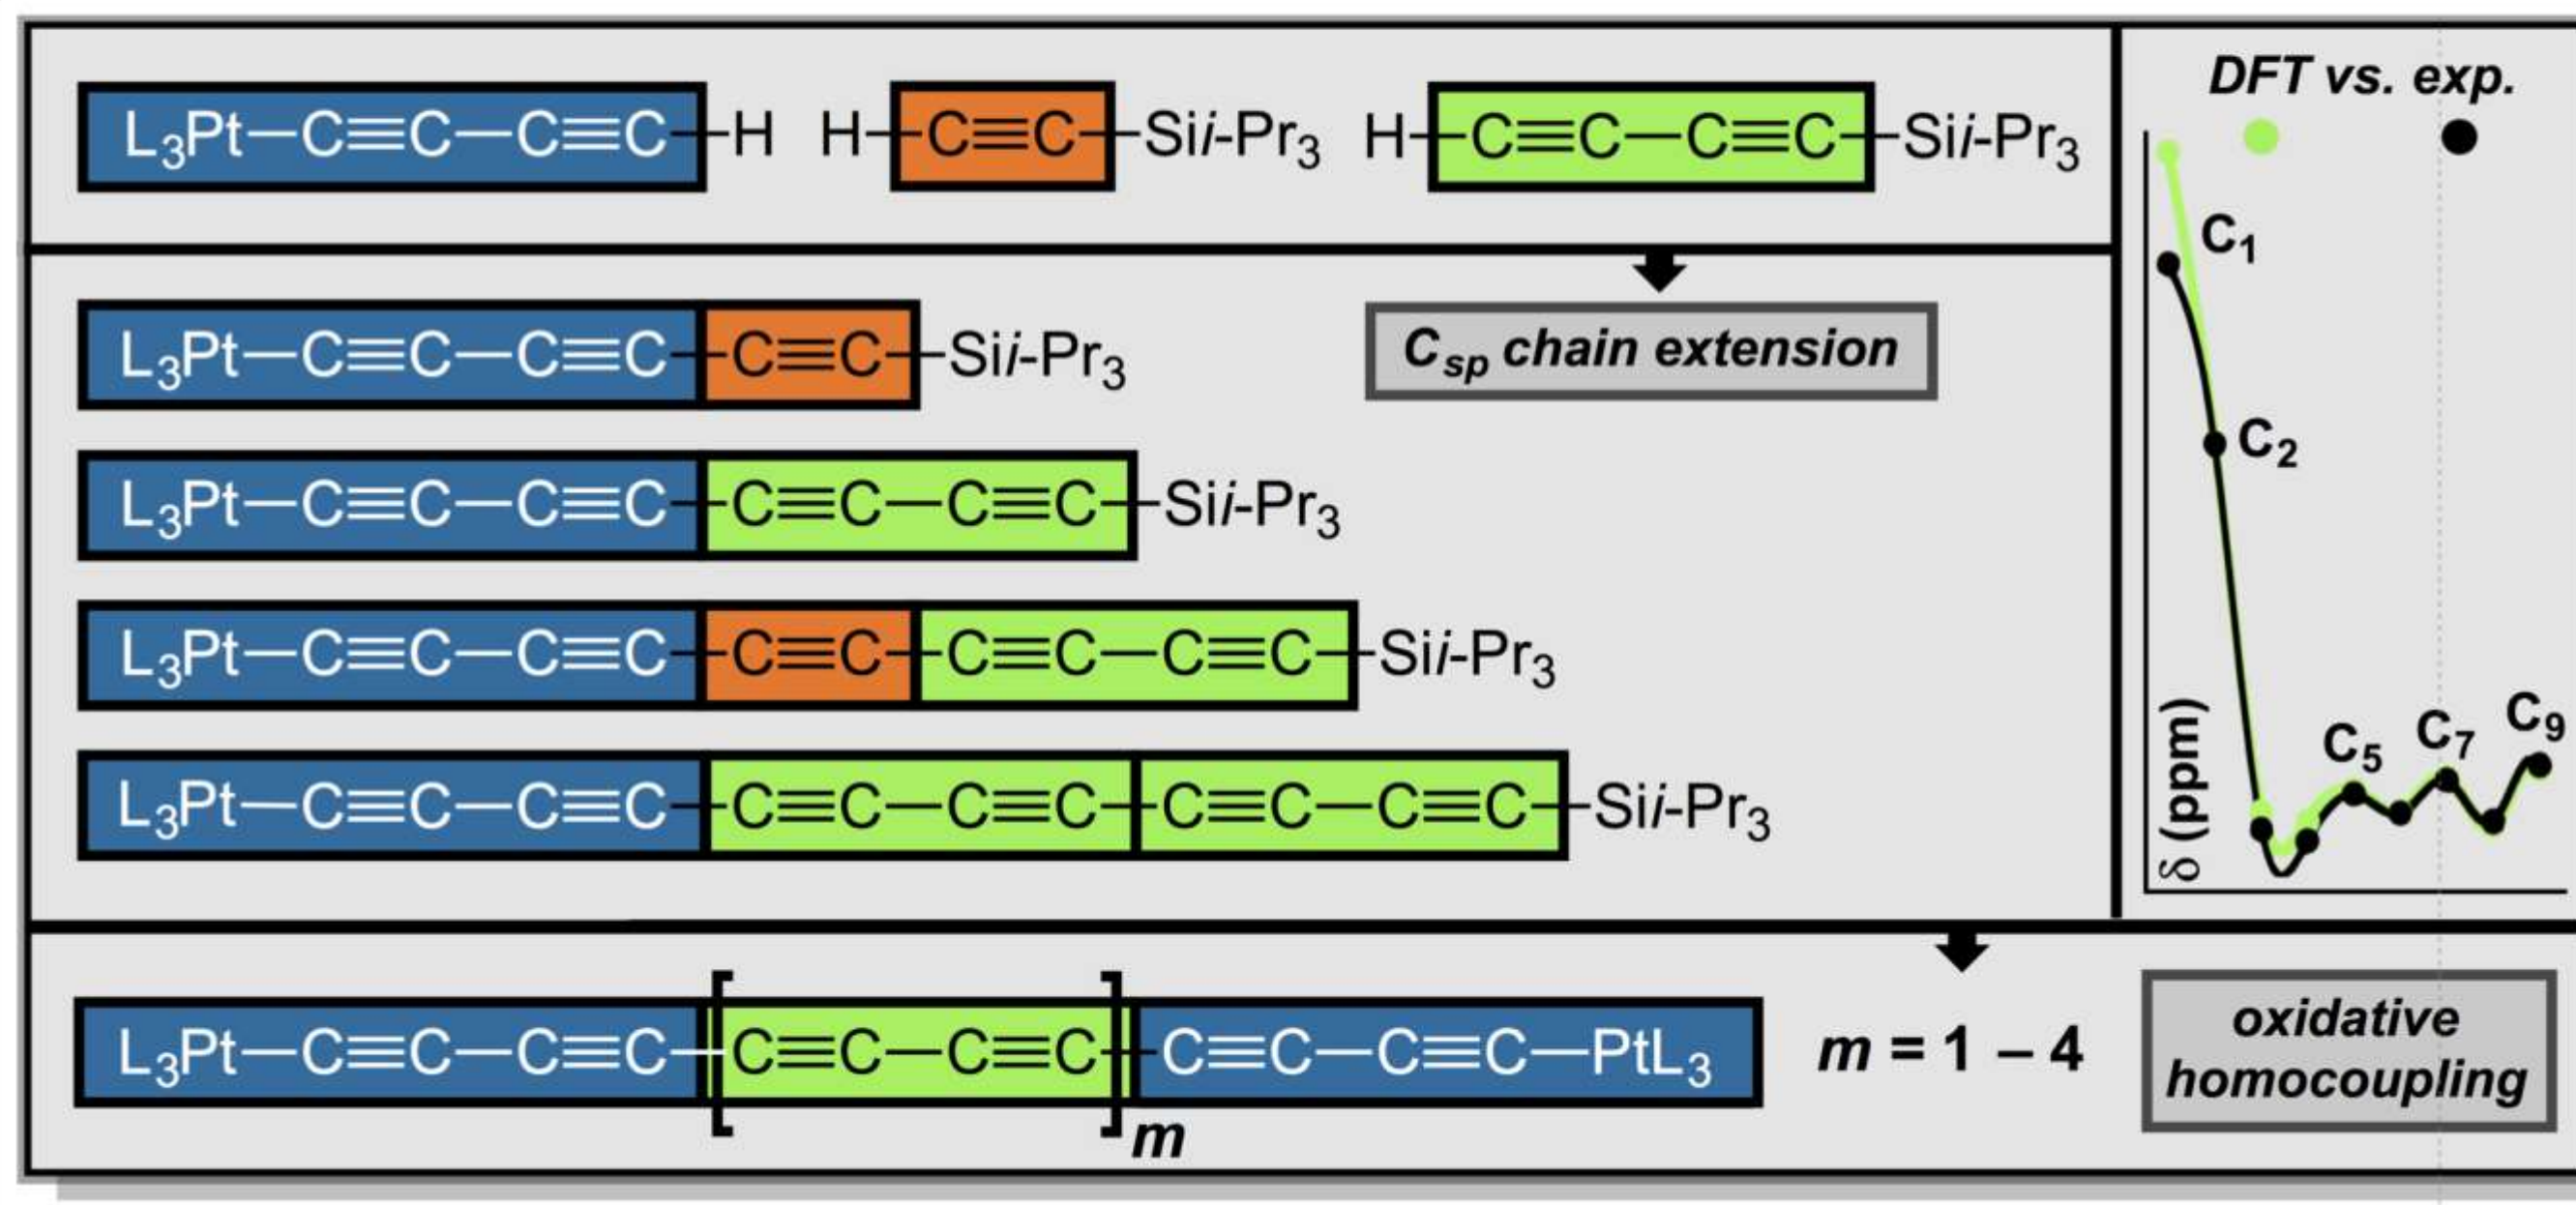 L₃Pt—C≡C—C≡C—H H—C≡C—Sii-Pr₃ H—C≡C—C≡C—Sii-Pr₃
C_sp chain extension
L₃Pt—C≡C—C≡C—C≡C—Sii-Pr₃
L₃Pt—C≡C—C≡C—C≡C—C≡C—Sii-Pr₃
L₃Pt—C≡C—C≡C—C≡C—C≡C—C≡C—Sii-Pr₃
L₃Pt—C≡C—C≡C—C≡C—C≡C—C≡C—C≡C—Sii-Pr₃
DFT vs. exp.
C₁
C₂
C₅
C₇
C₉
δ (ppm)
L₃Pt—C≡C—C≡C—[C≡C—C≡C]m—C≡C—C≡C—PtL₃ m = 1 – 4
oxidative
homocoupling